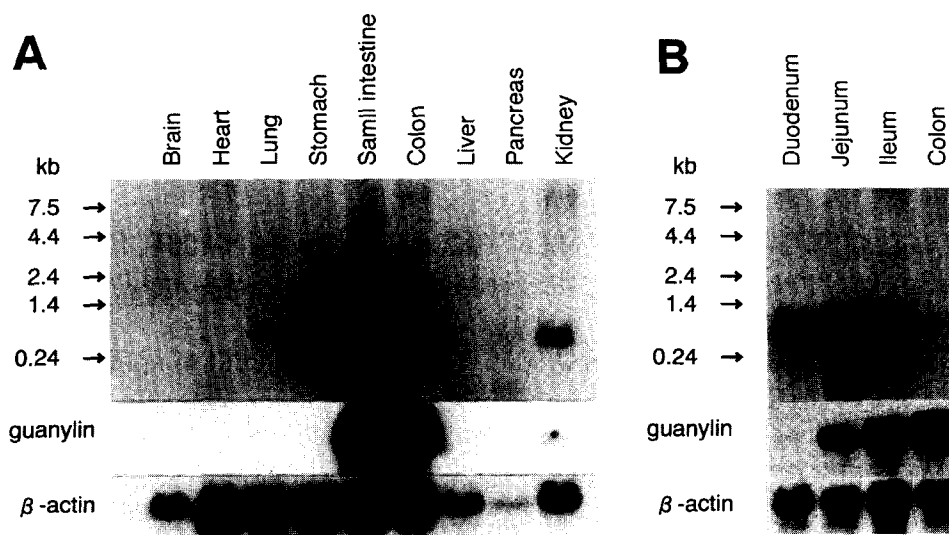 A
Brain
Heart
Lung
Stomach
Samll intestine
Colon
Liver
Pancreas
Kidney
kb
7.5 →
4.4 →
2.4 →
1.4 →
0.24 →
guanylin
β -actin
B
Duodenum
Jejunum
Ileum
Colon
kb
7.5 →
4.4 →
2.4 →
1.4 →
0.24 →
guanylin
β -actin